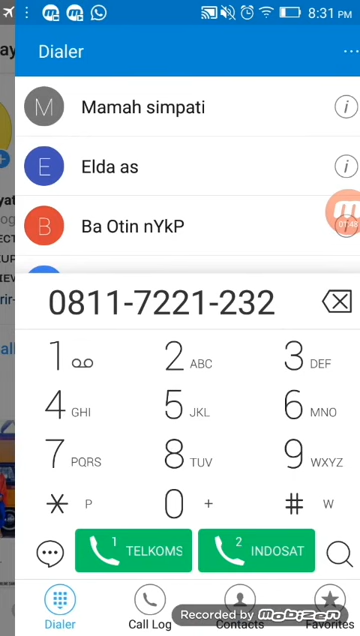 8:31 PM
Dialer
M Mamah simpati
E Elda as
B Ba Otin nYkP
0811-7221-232
1 2 ABC 3 DEF
4 GHI 5 JKL 6 MNO
7 PQRS 8 TUV 9 WXYZ
* P 0 + # W
1 TELKOMS 2 INDOSAT
Dialer Call Log Contacts Favorites
Recorded by mobizen